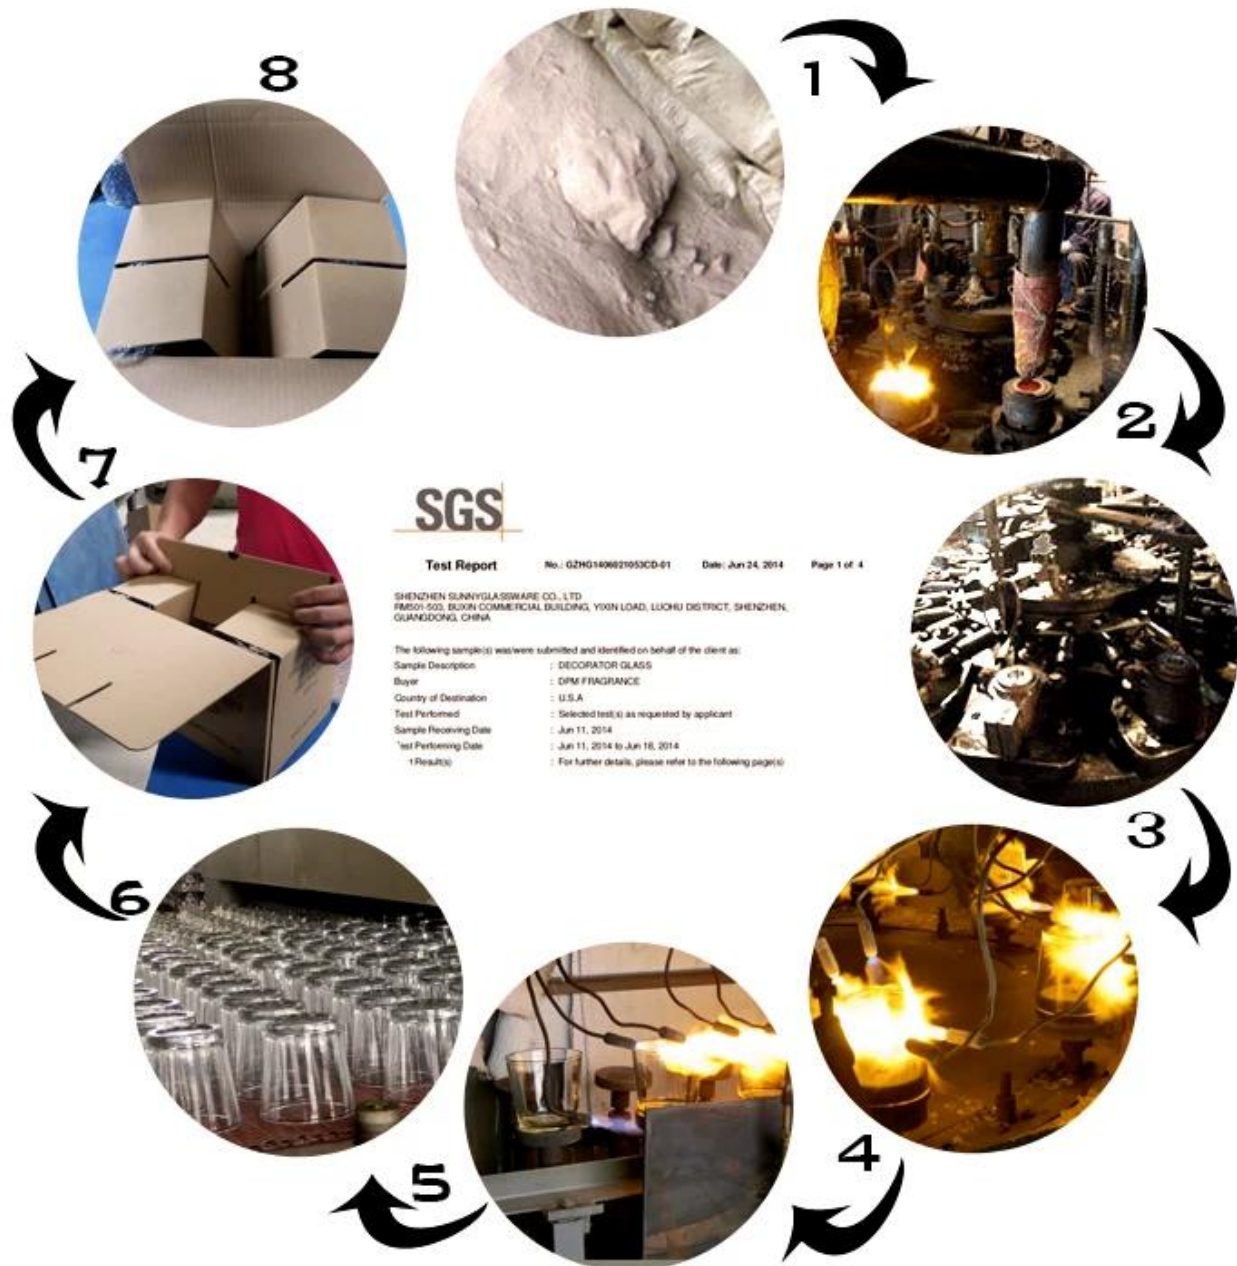 8
1
2
7
SGS
Test Report No.: GZHG1406021053CD-01 Date: Jun 24, 2014 Page 1 of 4
SHENZHEN SUNNYGLASSWARE CO., LTD
RM501-503, BUXIN COMMERCIAL BUILDING, YIXIN LOAD, LUOHU DISTRICT, SHENZHEN,
GUANGDONG, CHINA
The following sample(s) was/were submitted and identified on behalf of the client as:
Sample Description : DECORATOR GLASS
Buyer : DPM FRAGRANCE
Country of Destination : U.S.A
Test Performed : Selected test(s) as requested by applicant
Sample Receiving Date : Jun 11, 2014
Test Performing Date : Jun 11, 2014 to Jun 18, 2014
t Result(s) : For further details, please refer to the following page(s)
3
6
4
5